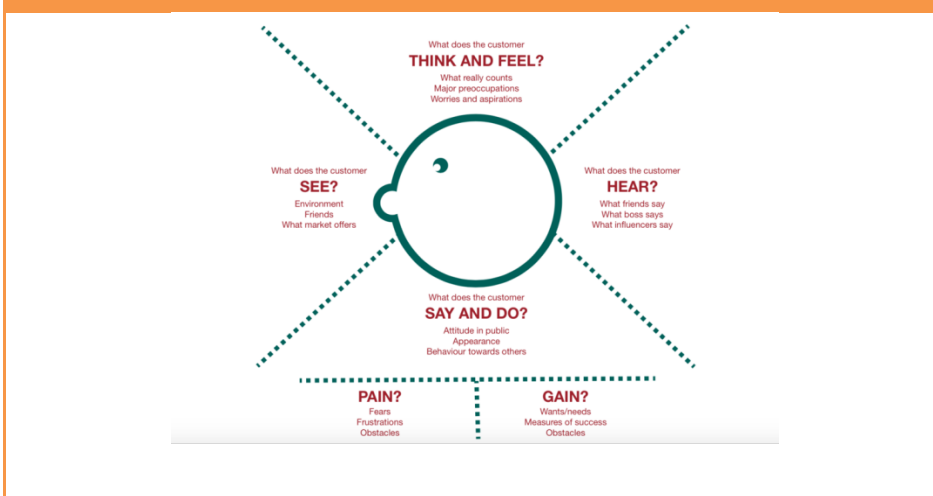 What does the customer
THINK AND FEEL?
What really counts
Major preoccupations
Worries and aspirations
What does the customer
SEE?
Environment
Friends
What market offers
What does the customer
HEAR?
What friends say
What boss says
What influencers say
What does the customer
SAY AND DO?
Attitude in public
Appearance
Behaviour towards others
PAIN?
Fears
Frustrations
Obstacles
GAIN?
Wants/needs
Measures of success
Obstacles